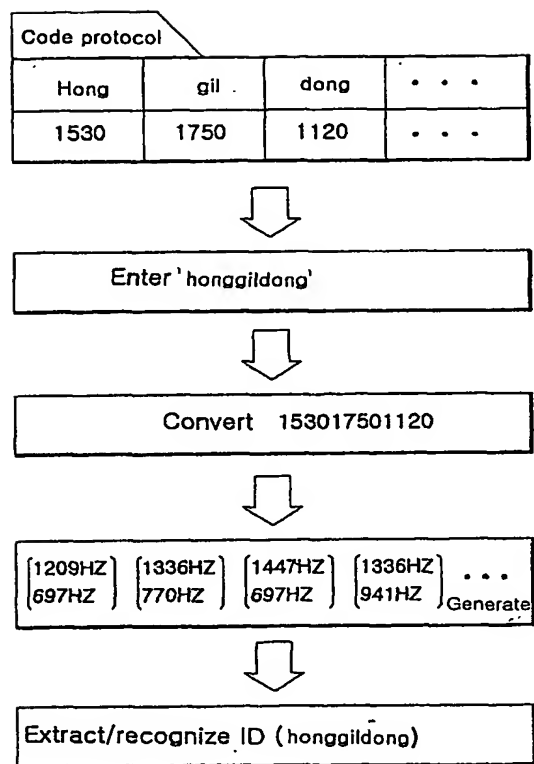 Code protocol
Hong gil dong • • •
1530 1750 1120 • • •
Enter 'honggildong'
Convert 153017501120
1209HZ 1336HZ 1447HZ 1336HZ • • •
697HZ 770HZ 697HZ 941HZ Generate
Extract/recognize ID (honggildong)